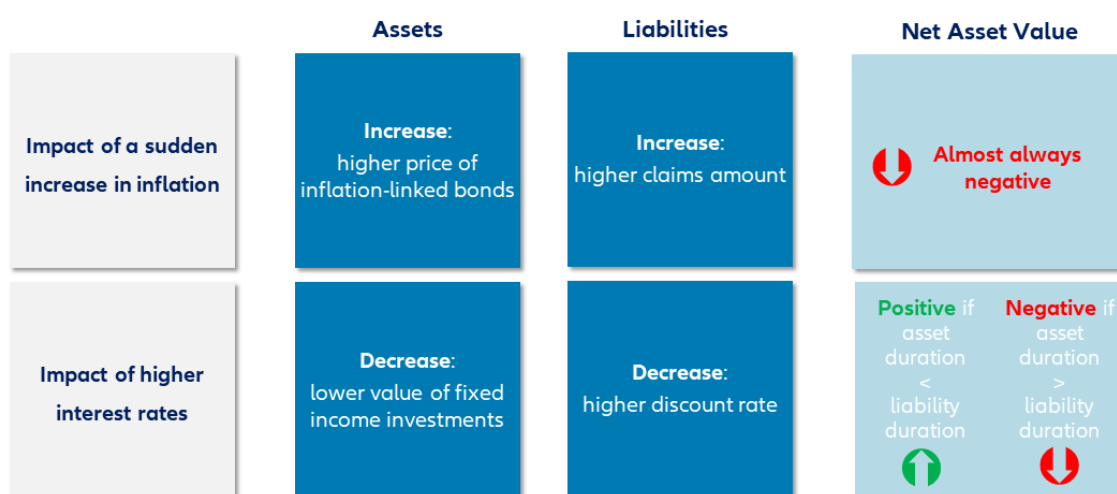 Assets
Liabilities
Net Asset Value
Impact of a sudden
increase in inflation
Increase:
higher price of
inflation-linked bonds
Increase:
higher claims amount
Almost always
negative
Impact of higher
interest rates
Decrease:
lower value of fixed
income investments
Decrease:
higher discount rate
Positive if
asset
duration
<
liability
duration
Negative if
asset
duration
>
liability
duration